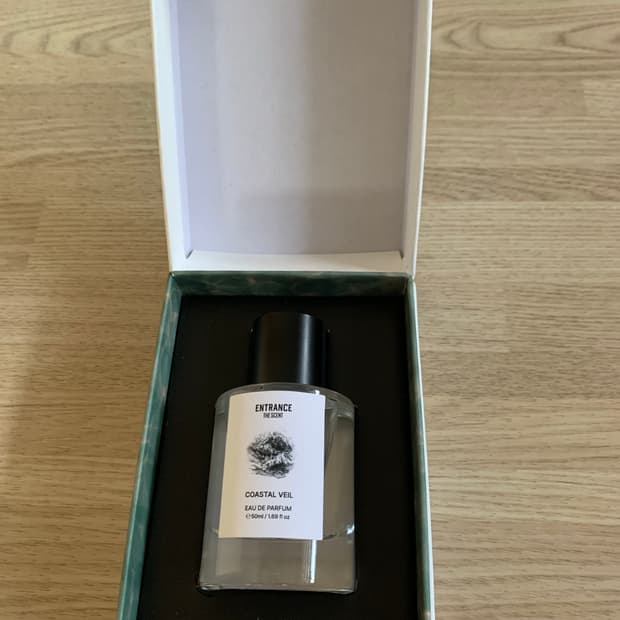 ENTRANCE
THE SCENT
COASTAL VEIL
EAU DE PARFUM
℮50ml / 1.69 fl oz